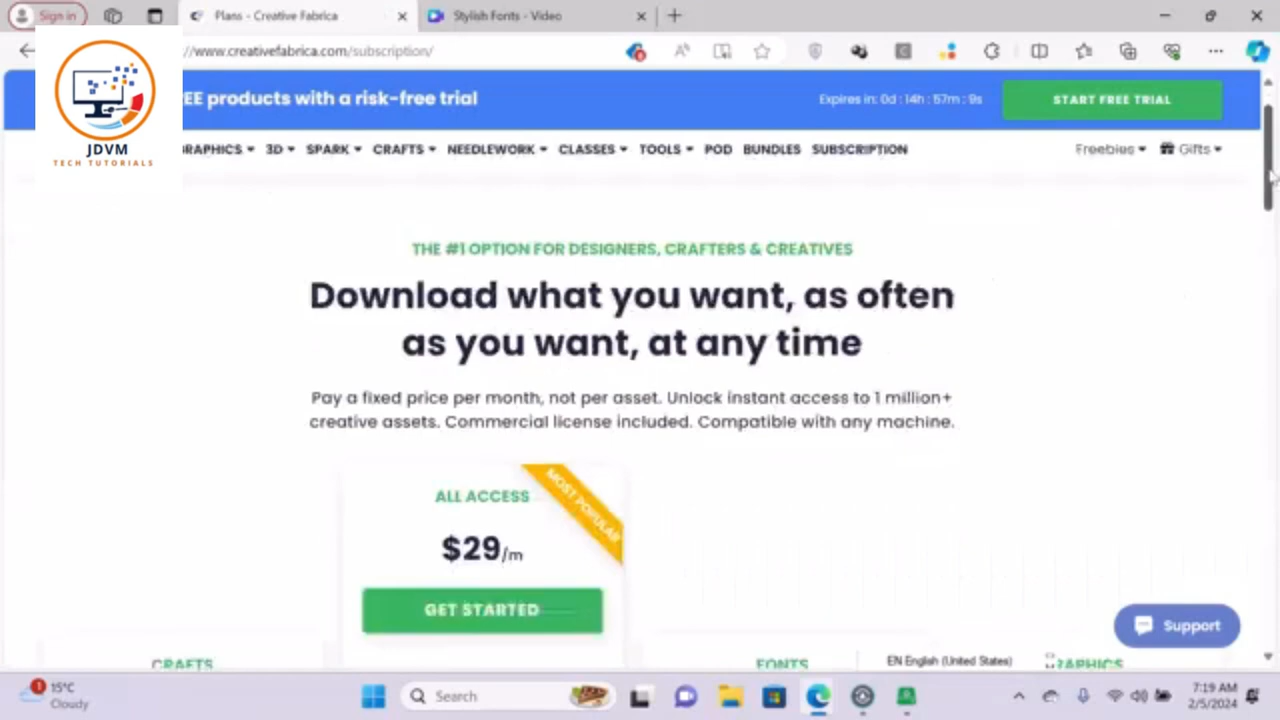 Sign in
Plans - Creative Fabrica
Stylish Fonts - Video
//www.creativefabrica.com/subscription/
EE products with a risk-free trial
Expires in: 0d : 14h : 57m : 9s
START FREE TRIAL
JDVM
TECH TUTORIALS
RAPHICS
3D
SPARK
CRAFTS
NEEDLEWORK
CLASSES
TOOLS
POD
BUNDLES
SUBSCRIPTION
Freebies
Gifts
THE #1 OPTION FOR DESIGNERS, CRAFTERS & CREATIVES
Download what you want, as often
as you want, at any time
Pay a fixed price per month, not per asset. Unlock instant access to 1 million+
creative assets. Commercial license included. Compatible with any machine.
ALL ACCESS
MOST POPULAR
$29/m
GET STARTED
Support
CRAFTS
FONTS
EN English (United States)
RAPHICS
1
15°C
Cloudy
Search
7:19 AM
2/5/2024